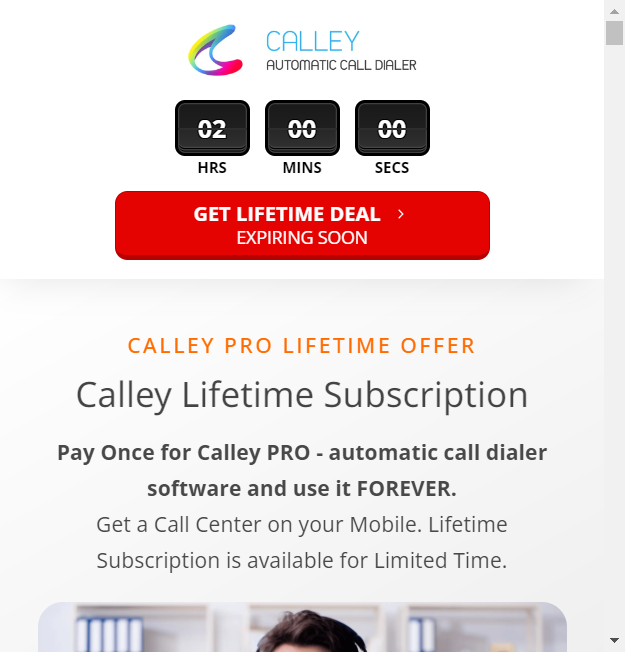 CALLEY
AUTOMATIC CALL DIALER
02 00 00
HRS MINS SECS
GET LIFETIME DEAL
EXPIRING SOON
CALLEY PRO LIFETIME OFFER
Calley Lifetime Subscription
Pay Once for Calley PRO - automatic call dialer
software and use it FOREVER.
Get a Call Center on your Mobile. Lifetime
Subscription is available for Limited Time.